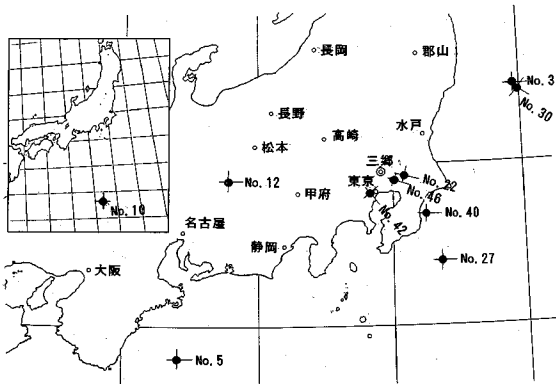 長岡
郡山
No.3
No.30
長野
高崎
水戸
松本
三郷
No.22
No.12
甲府
東京
No.46
No.42
No.40
No.10
名古屋
静岡
No.27
大阪
No.5